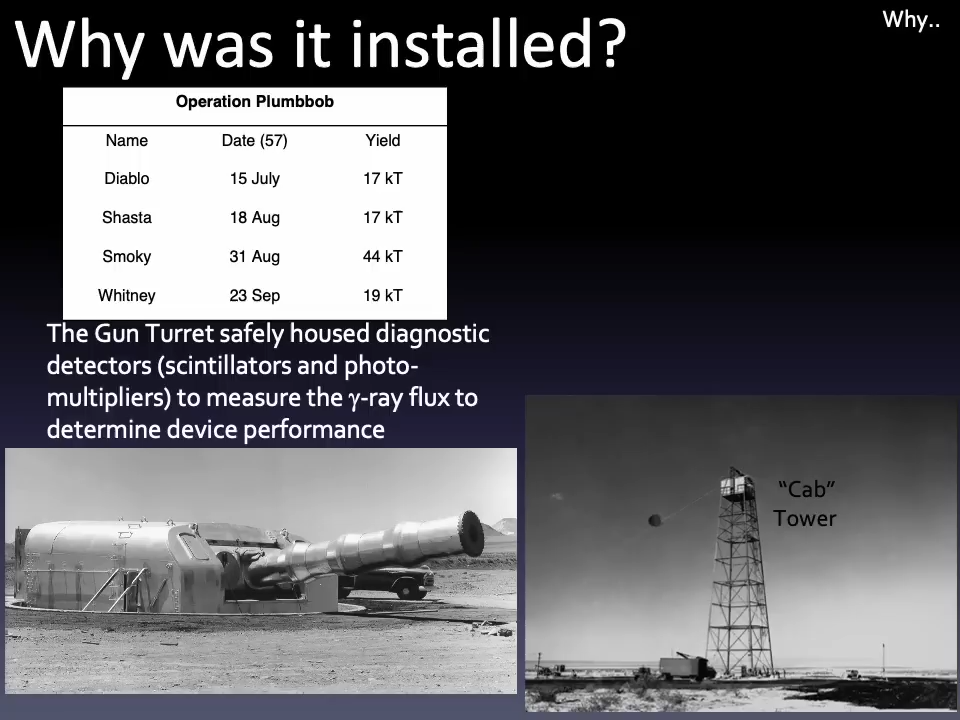 Why was it installed?
Why..
Operation Plumbbob
Name Date (57) Yield
Diablo 15 July 17 kT
Shasta 18 Aug 17 kT
Smoky 31 Aug 44 kT
Whitney 23 Sep 19 kT
The Gun Turret safely housed diagnostic
detectors (scintillators and photo-
multipliers) to measure the γ-ray flux to
determine device performance
“Cab”
Tower